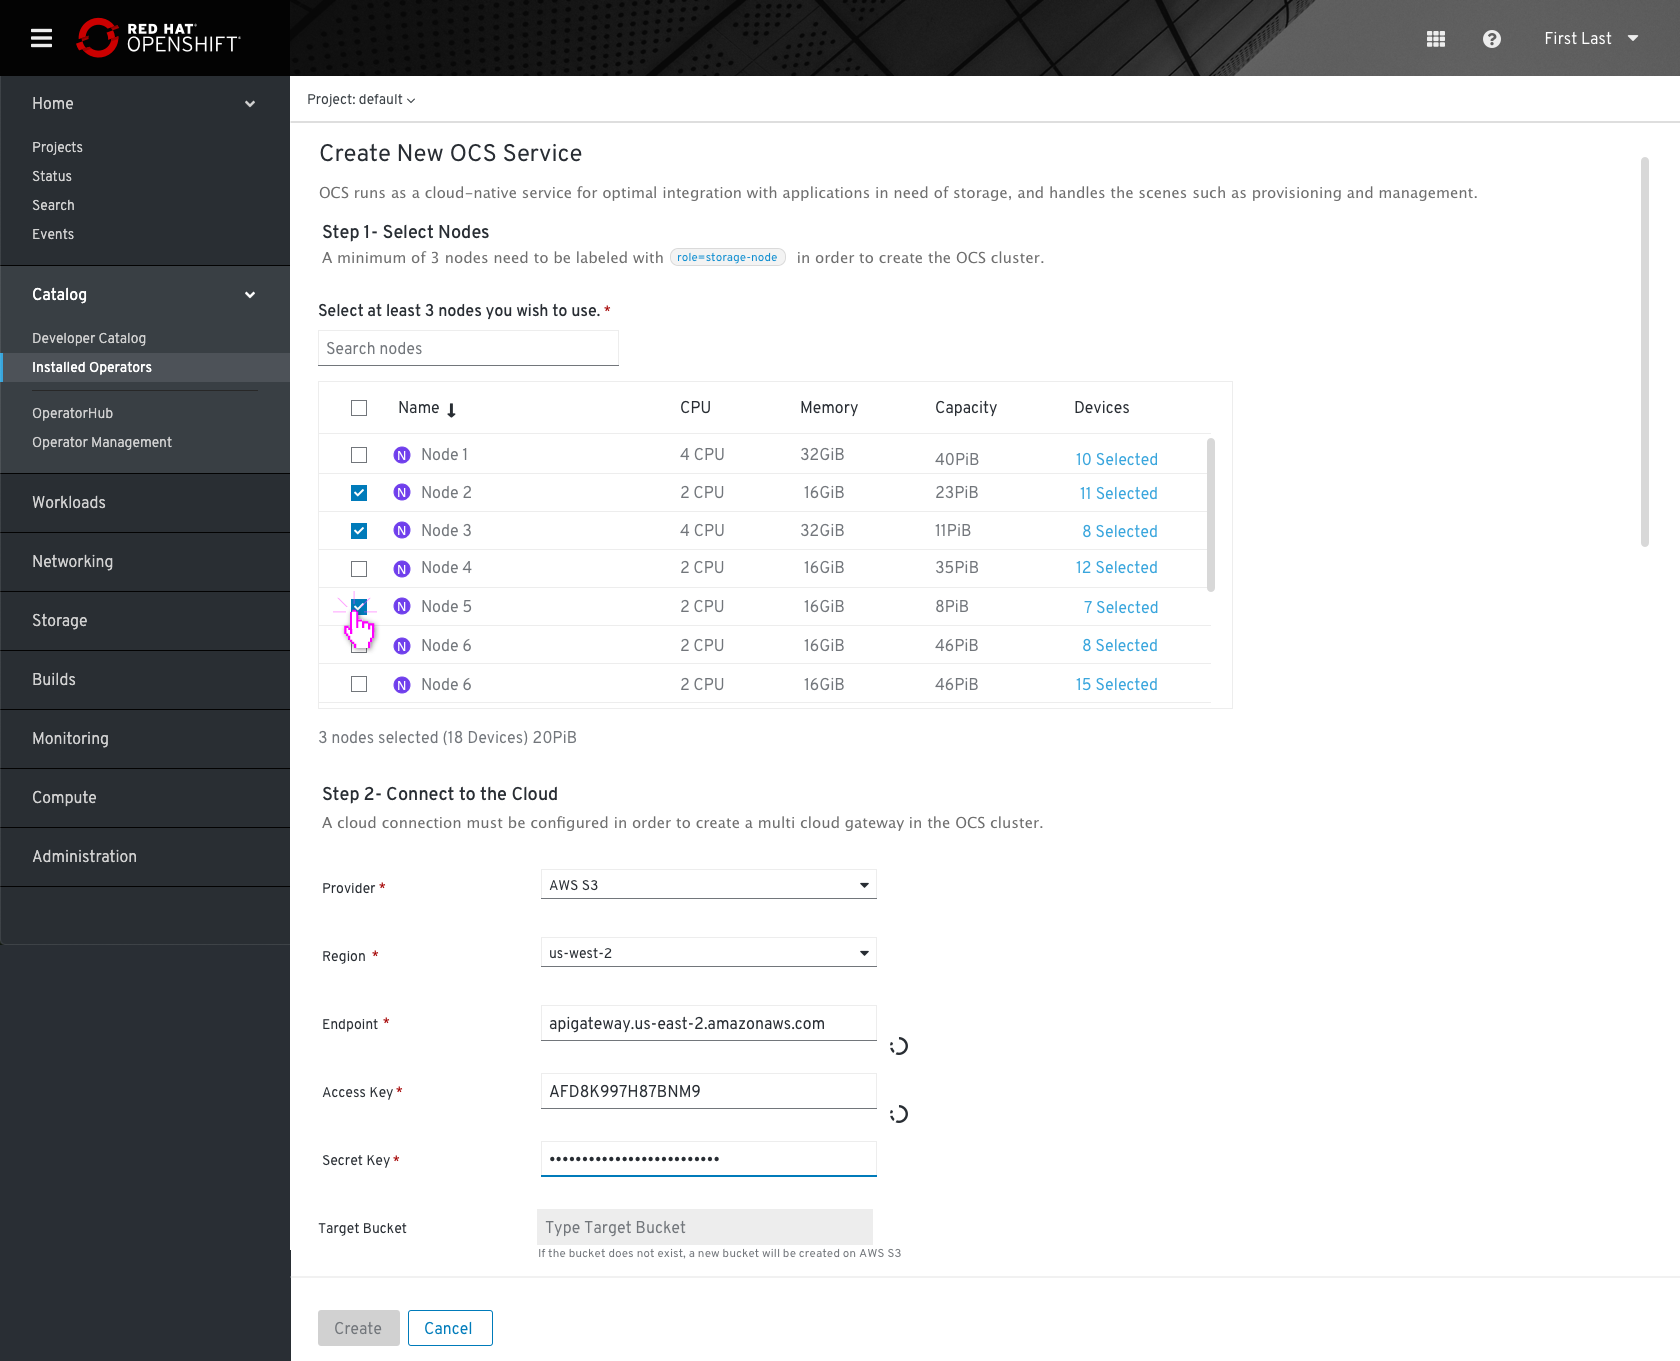 RED HAT
OPENSHIFT
First Last
Home
Projects
Status
Search
Events
Catalog
Developer Catalog
Installed Operators
OperatorHub
Operator Management
Workloads
Networking
Storage
Builds
Monitoring
Compute
Administration
Project: default
Create New OCS Service
OCS runs as a cloud-native service for optimal integration with applications in need of storage, and handles the scenes such as provisioning and management.
Step 1- Select Nodes
A minimum of 3 nodes need to be labeled with role=storage-node in order to create the OCS cluster.
Select at least 3 nodes you wish to use. *
Search nodes
Name CPU Memory Capacity Devices
N Node 1 4 CPU 32GiB 40PiB 10 Selected
N Node 2 2 CPU 16GiB 23PiB 11 Selected
N Node 3 4 CPU 32GiB 11PiB 8 Selected
N Node 4 2 CPU 16GiB 35PiB 12 Selected
N Node 5 2 CPU 16GiB 8PiB 7 Selected
N Node 6 2 CPU 16GiB 46PiB 8 Selected
N Node 6 2 CPU 16GiB 46PiB 15 Selected
3 nodes selected (18 Devices) 20PiB
Step 2- Connect to the Cloud
A cloud connection must be configured in order to create a multi cloud gateway in the OCS cluster.
Provider * AWS S3
Region * us-west-2
Endpoint * apigateway.us-east-2.amazonaws.com
Access Key * AFD8K997H87BNM9
Secret Key * ••••••••••••••••••••••••••
Target Bucket Type Target Bucket
If the bucket does not exist, a new bucket will be created on AWS S3
Create Cancel